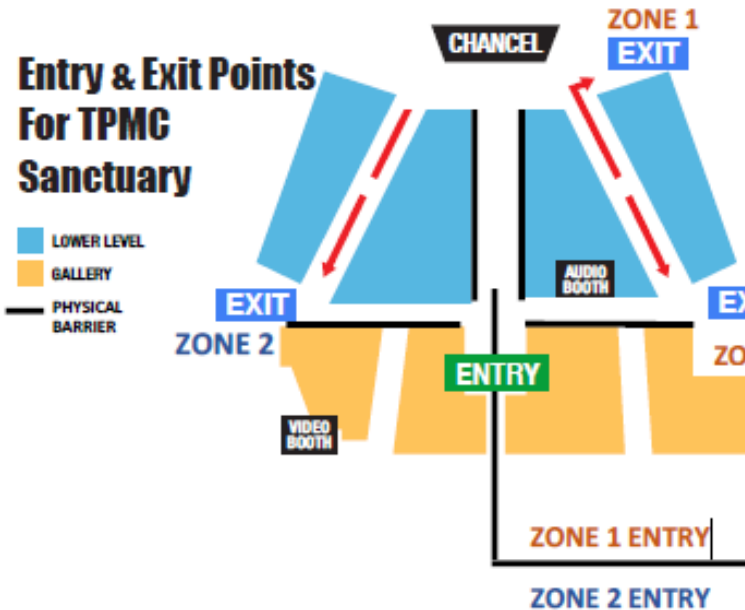 ZONE 1
EXIT
CHANCEL
Entry & Exit Points
For TPMC
Sanctuary
LOWER LEVEL
GALLERY
PHYSICAL
BARRIER
AUDIO
BOOTH
EXIT
ZONE 2
ENTRY
VIDEO
BOOTH
ZONE 1 ENTRY
ZONE 2 ENTRY